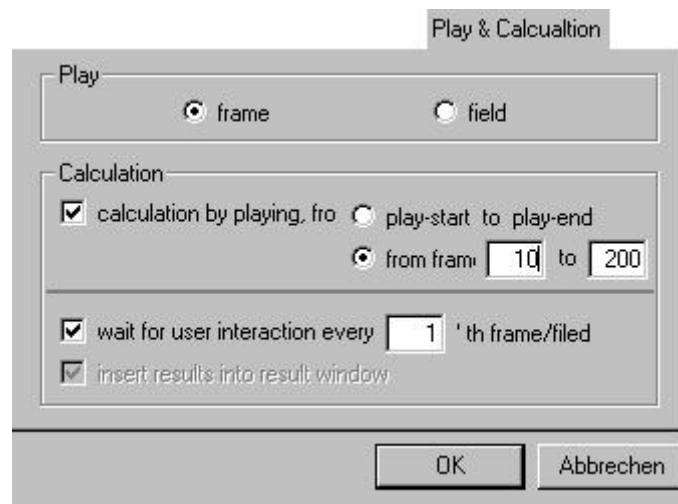 Play & Calcualtion
Play
frame field
Calculation
calculation by playing, fro play-start to play-end
from fram 10 to 200
wait for user interaction every 1 ' th frame/filed
insert results into result window
OK Abbrechen